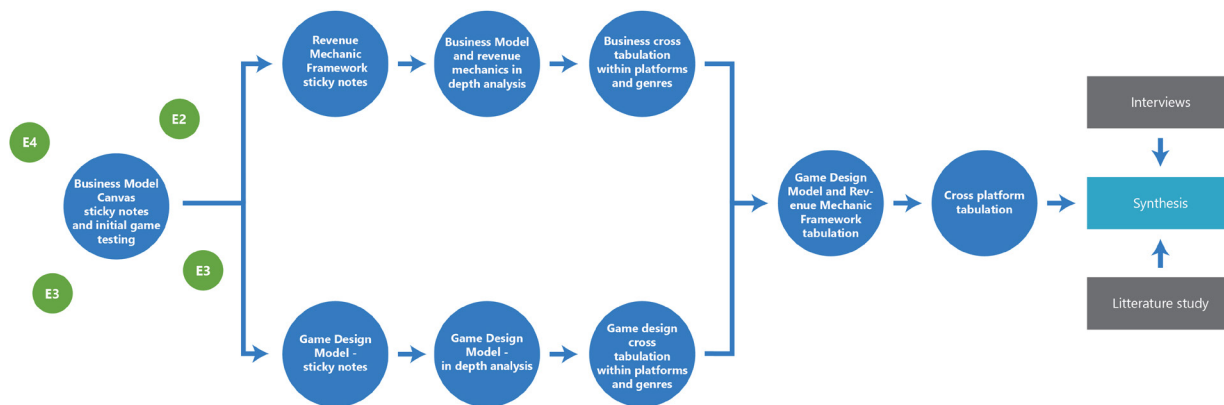 E4
E2
E3
E3
Business Model
Canvas
sticky notes
and initial game
testing
Revenue
Mechanic
Framework
sticky notes
Business Model
and revenue
mechanics in
depth analysis
Business cross
tabulation
within platforms
and genres
Game Design
Model -
sticky notes
Game Design
Model -
in depth analysis
Game design
cross
tabulation
within platforms
and genres
Game Design
Model and Rev-
enue Mechanic
Framework
tabulation
Cross platform
tabulation
Interviews
Synthesis
Litterature study